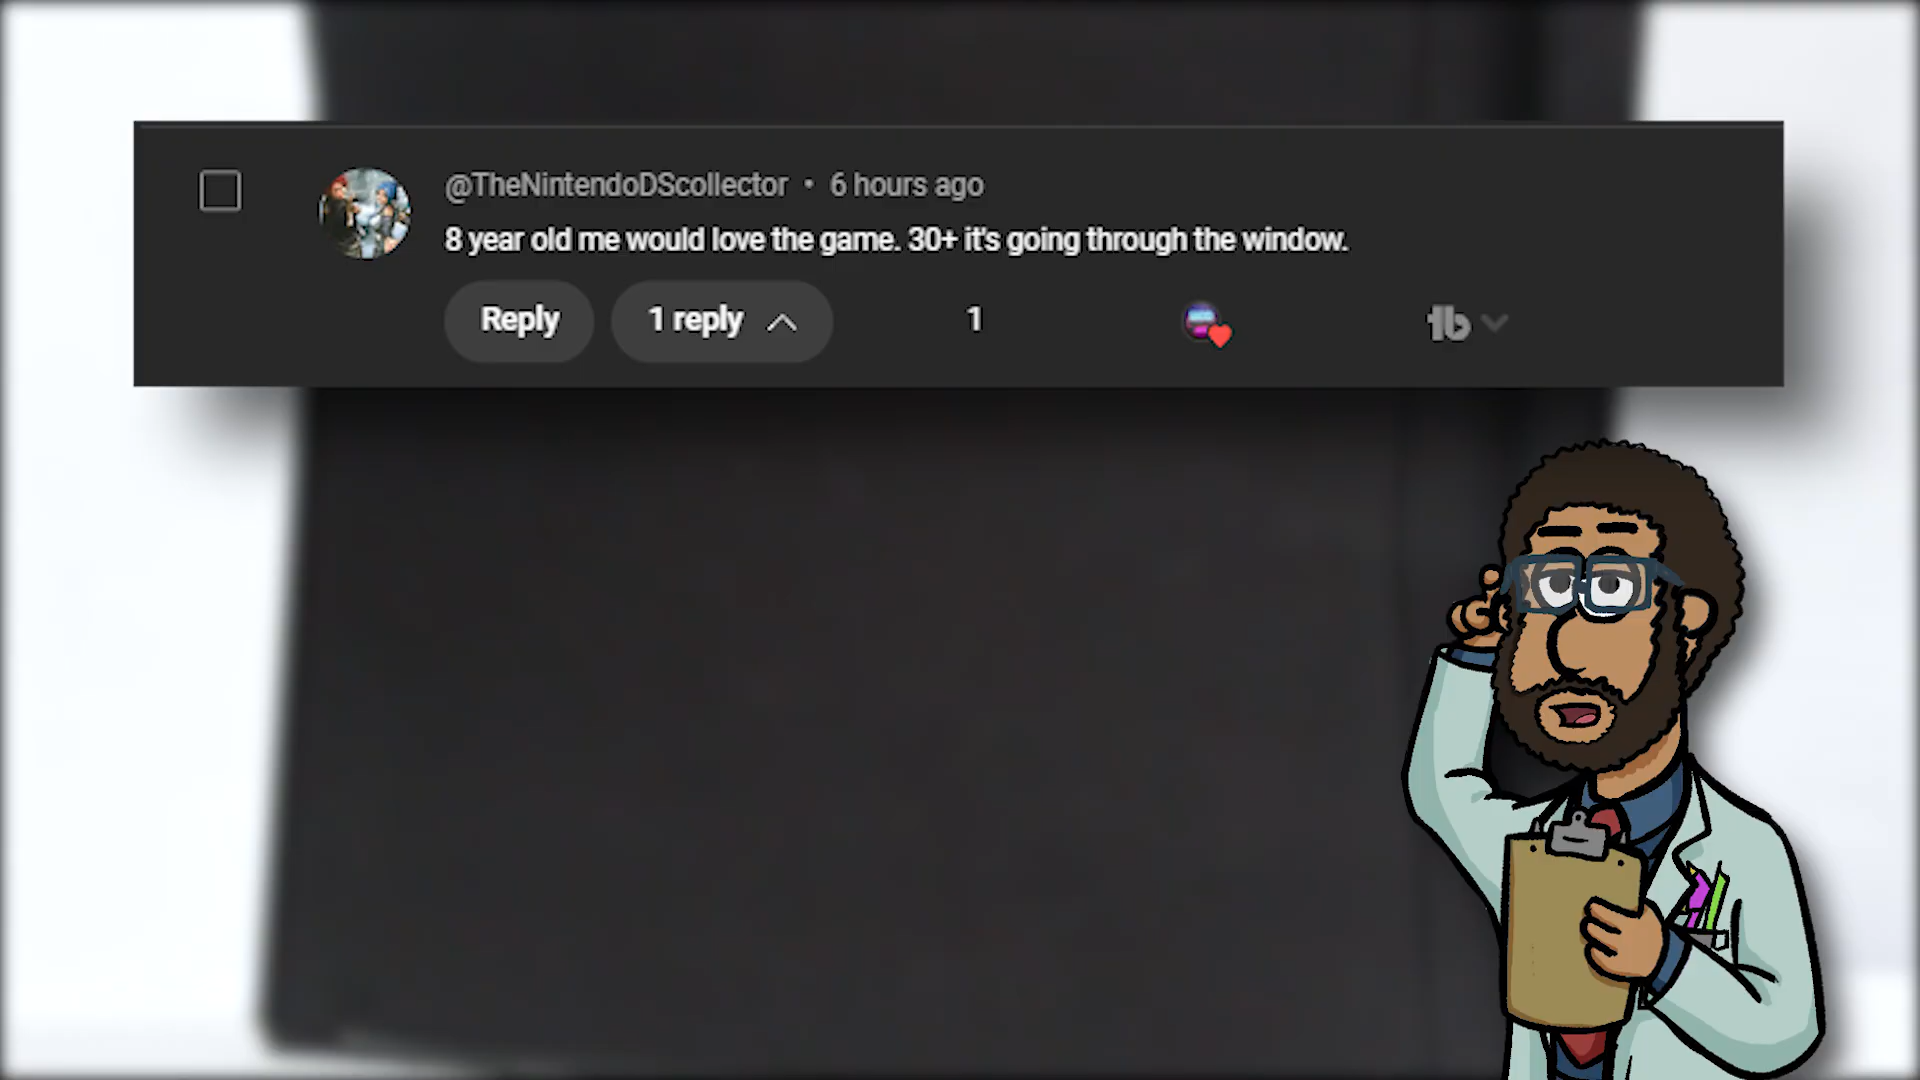 @TheNintendoDScollector • 6 hours ago
8 year old me would love the game. 30+ it's going through the window.
Reply 1 reply 1 tb